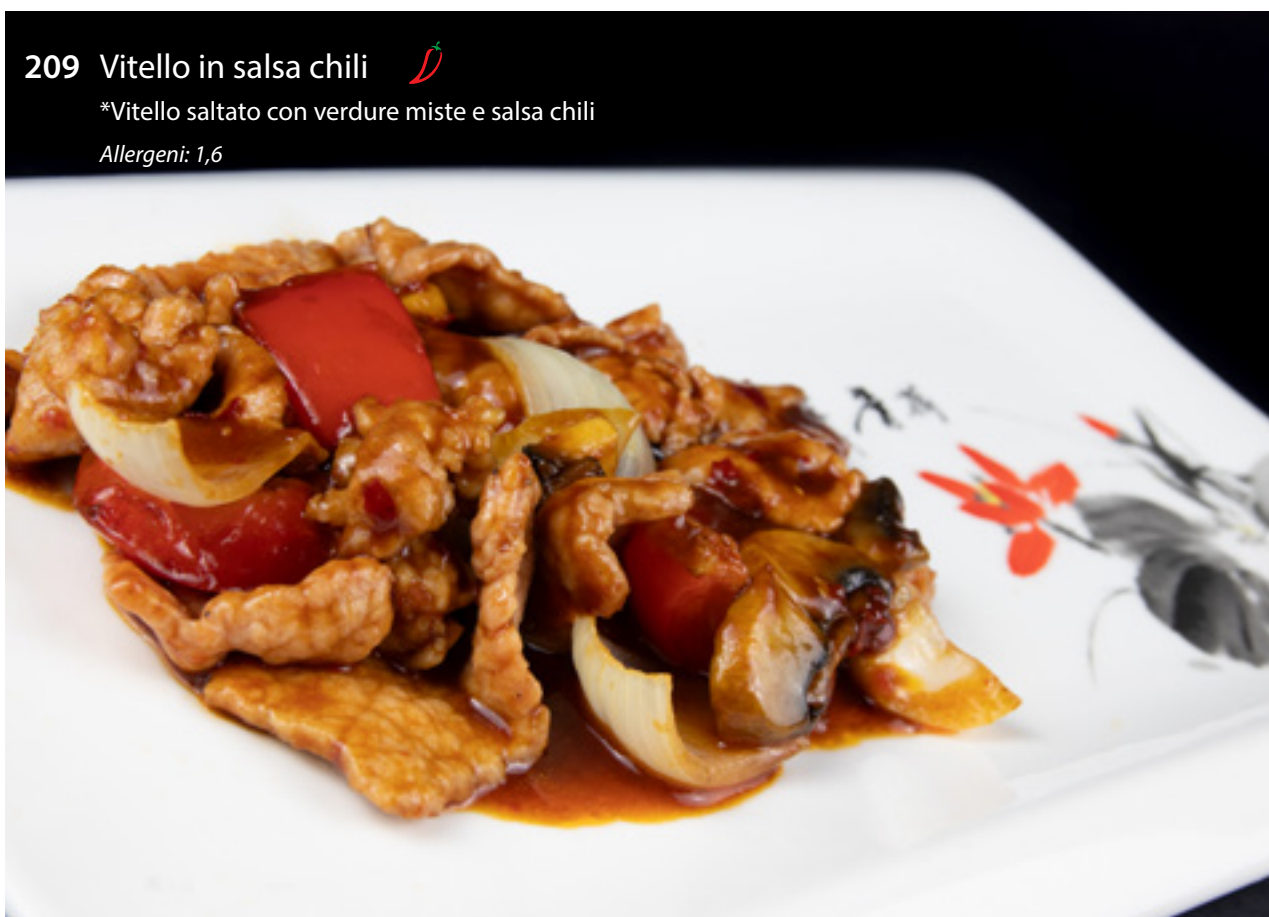 209 Vitello in salsa chili
*Vitello saltato con verdure miste e salsa chili
Allergeni: 1,6